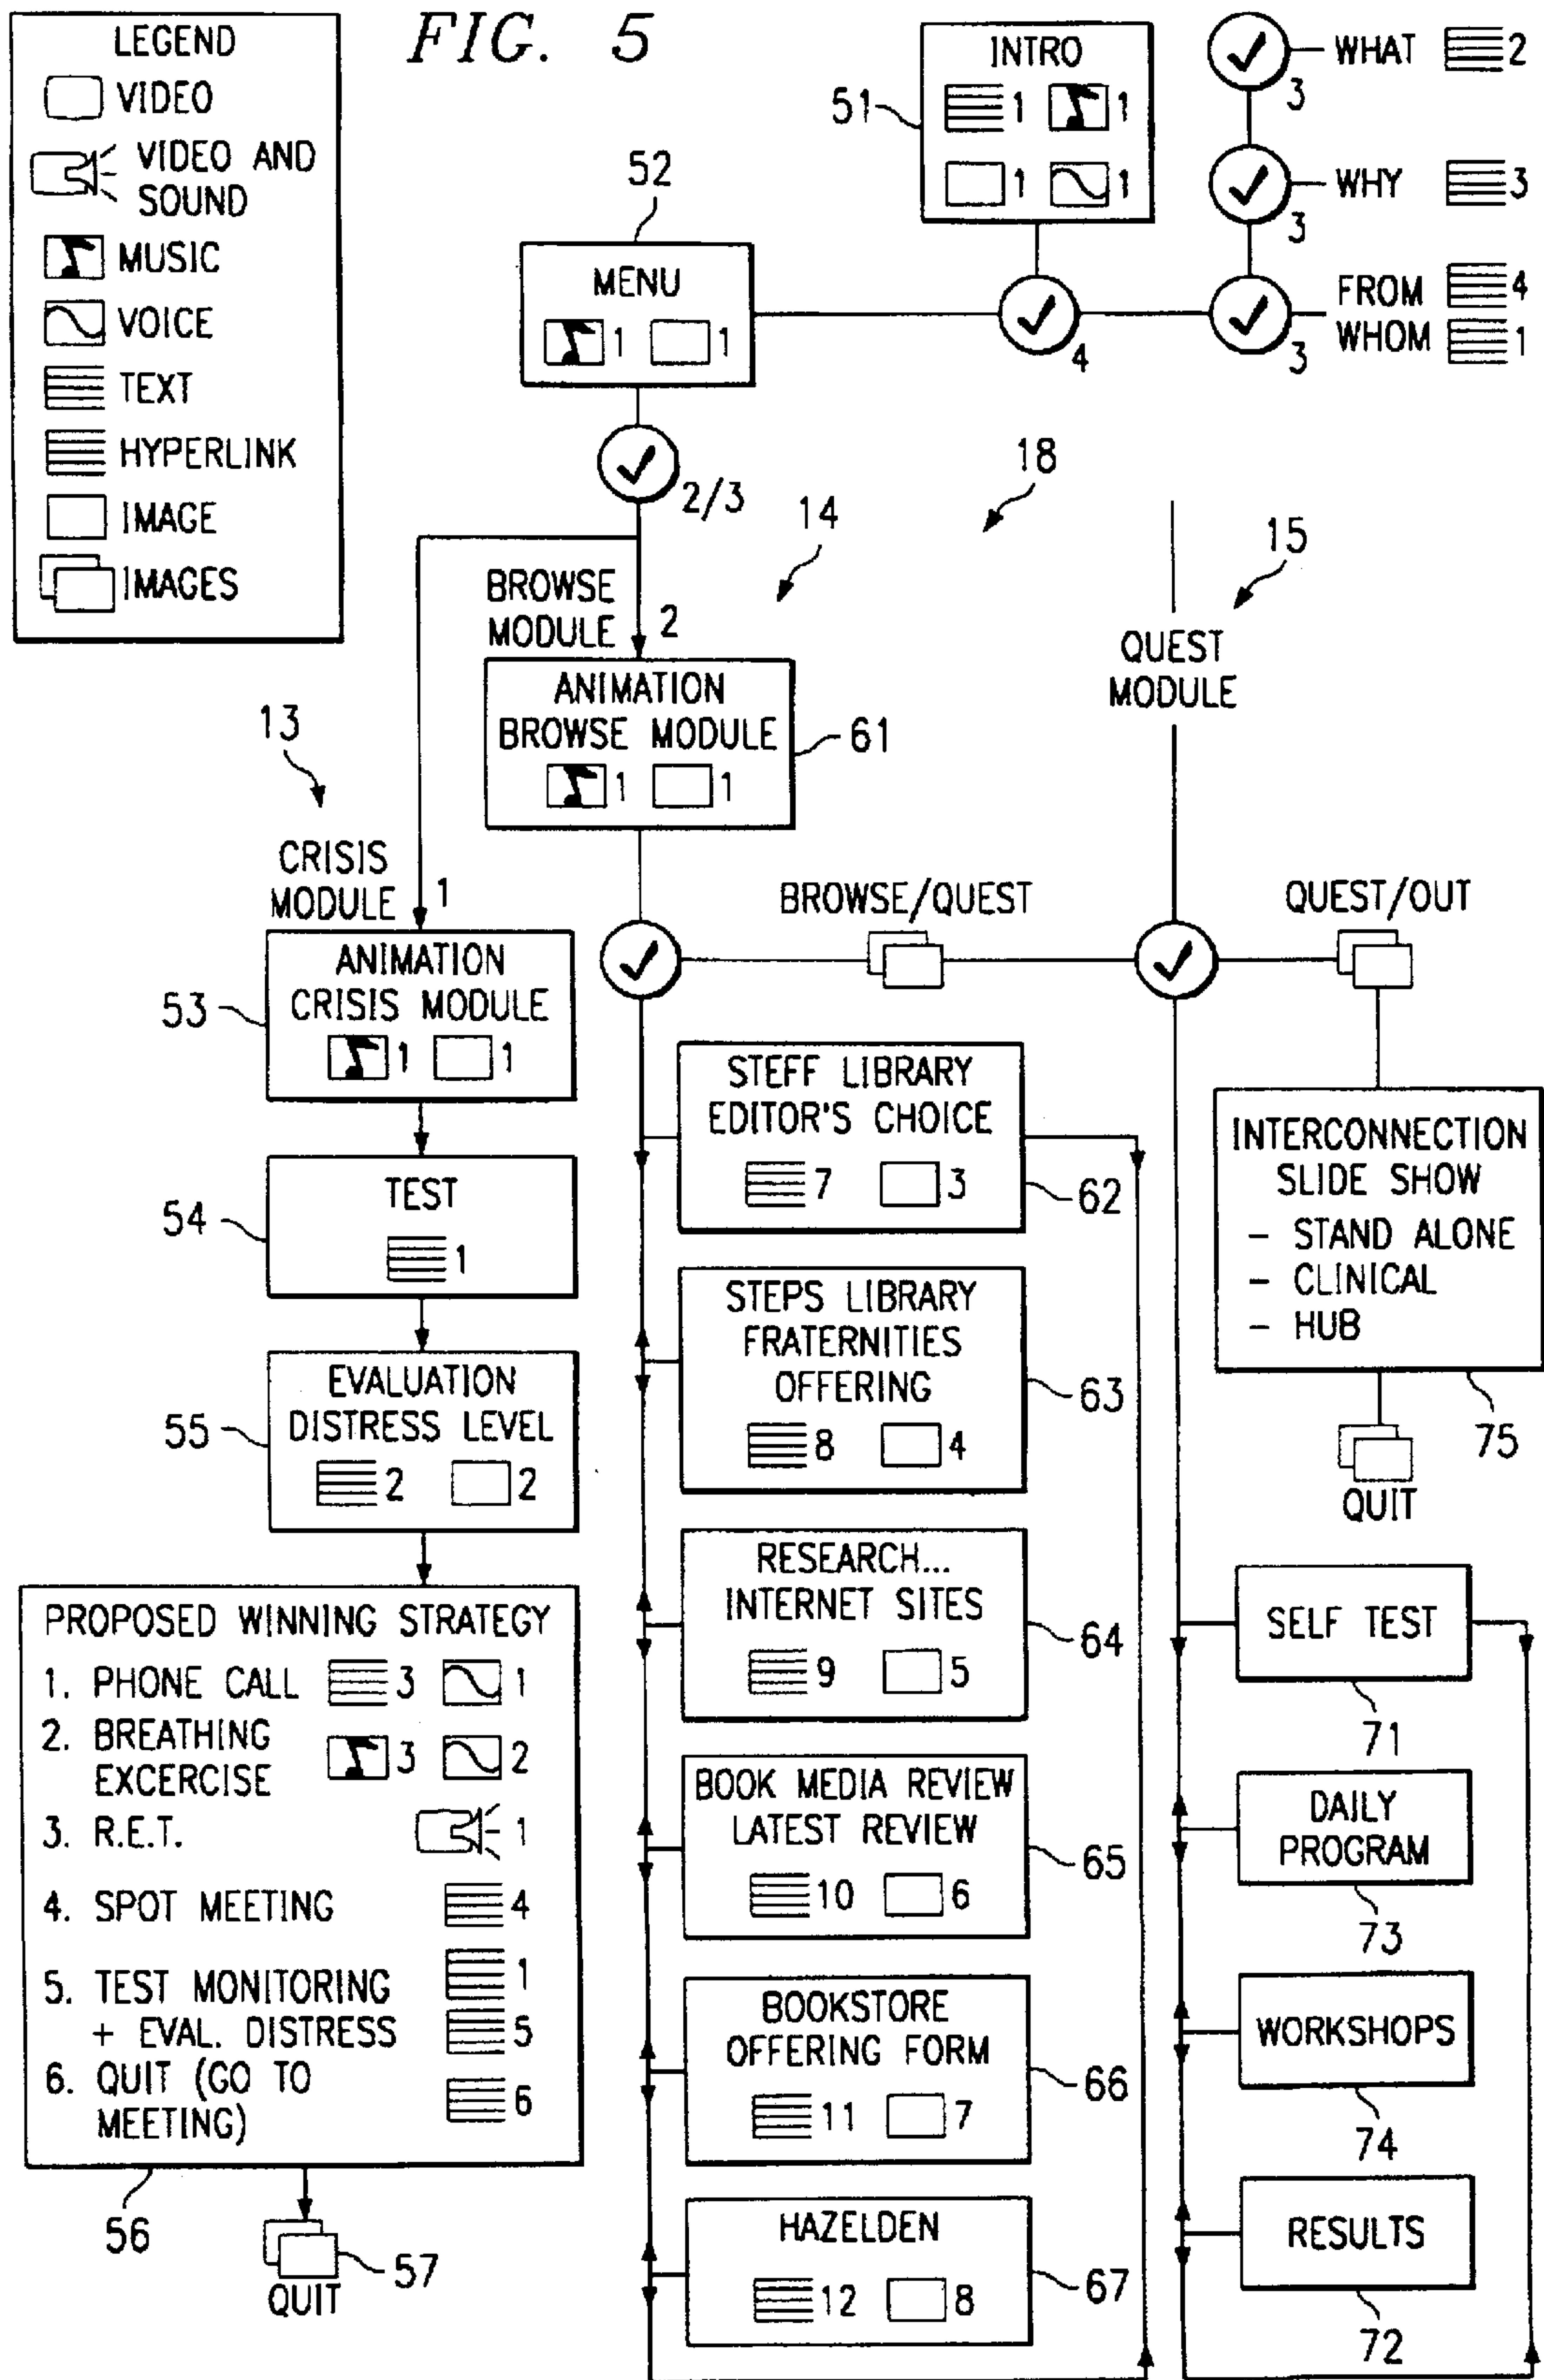 FIG. 5
LEGEND
VIDEO
VIDEO AND
SOUND
MUSIC
VOICE
TEXT
HYPERLINK
IMAGE
IMAGES
51
INTRO
1 1
1 1
WHAT 2
3
WHY 3
3
FROM 4
WHOM 1
3
4
52
MENU
1 1
2/3
18
14
15
BROWSE
MODULE 2
ANIMATION
BROWSE MODULE
1 1
61
QUEST
MODULE
13
CRISIS
MODULE 1
ANIMATION
CRISIS MODULE
1 1
53
TEST
1
54
EVALUATION
DISTRESS LEVEL
2 2
55
PROPOSED WINNING STRATEGY
1. PHONE CALL 3 1
2. BREATHING
EXCERCISE 3 2
3. R.E.T. 1
4. SPOT MEETING 4
1
5. TEST MONITORING
+ EVAL. DISTRESS 5
6. QUIT (GO TO
MEETING) 6
56
57
QUIT
BROWSE/QUEST
QUEST/OUT
STEFF LIBRARY
EDITOR'S CHOICE
7 3
62
STEPS LIBRARY
FRATERNITIES
OFFERING
8 4
63
RESEARCH...
INTERNET SITES
9 5
64
BOOK MEDIA REVIEW
LATEST REVIEW
10 6
65
BOOKSTORE
OFFERING FORM
11 7
66
HAZELDEN
12 8
67
INTERCONNECTION
SLIDE SHOW
- STAND ALONE
- CLINICAL
- HUB
75
QUIT
SELF TEST
71
DAILY
PROGRAM
73
WORKSHOPS
74
RESULTS
72